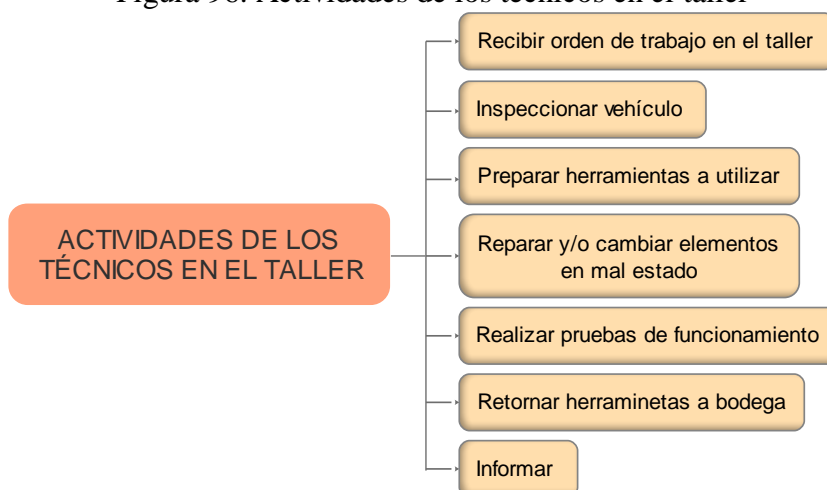 Actividades de los técnicos en el taller
Recibir orden de trabajo en el taller
Inspeccionar vehículo
Preparar herramientas a utilizar
ACTIVIDADES DE LOS
TÉCNICOS EN EL TALLER
Reparar y/o cambiar elementos
en mal estado
Realizar pruebas de funcionamiento
Retornar herraminetas a bodega
Informar